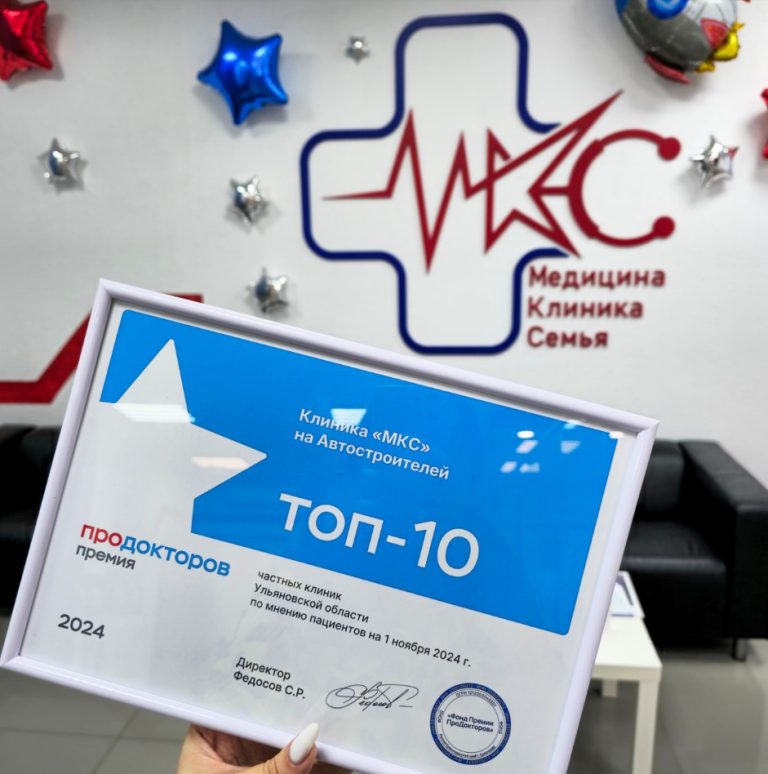 МКС
Медицина
Клиника
Семья
Клиника «МКС»
на Автостроителей
ТОП-10
продокторов
премия
частных клиник
Ульяновской области
по мнению пациентов на 1 ноября 2024 г.
2024
Директор
Федосов С.Р.
«Фонд Премии
ПроДокторов»